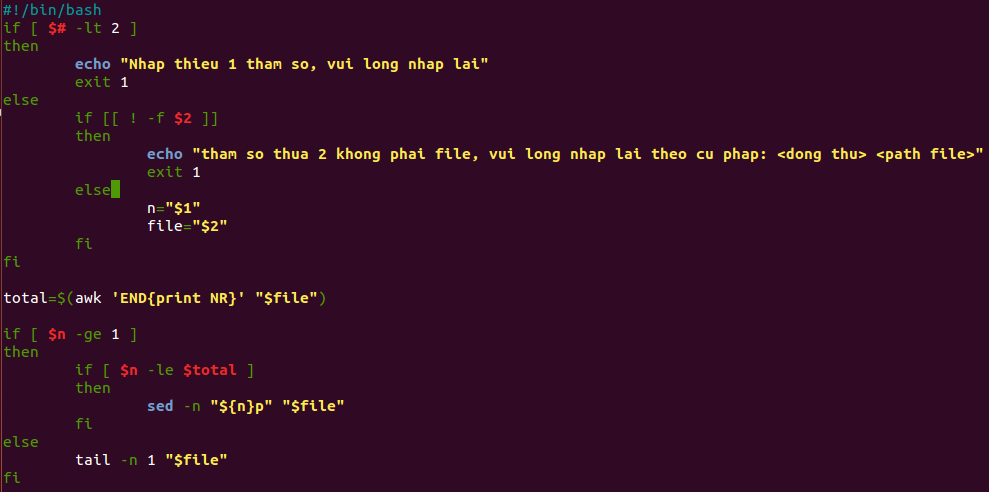 #!/bin/bash
if [ $# -lt 2 ]
then
        echo "Nhap thieu 1 tham so, vui long nhap lai"
        exit 1
else
        if [[ ! -f $2 ]]
        then
                echo "tham so thua 2 khong phai file, vui long nhap lai theo cu phap: <dong thu> <path file>"
                exit 1
        else
                n="$1"
                file="$2"
        fi
fi

total=$(awk 'END{print NR}' "$file")

if [ $n -ge 1 ]
then
        if [ $n -le $total ]
        then
                sed -n "${n}p" "$file"
        fi
else
        tail -n 1 "$file"
fi